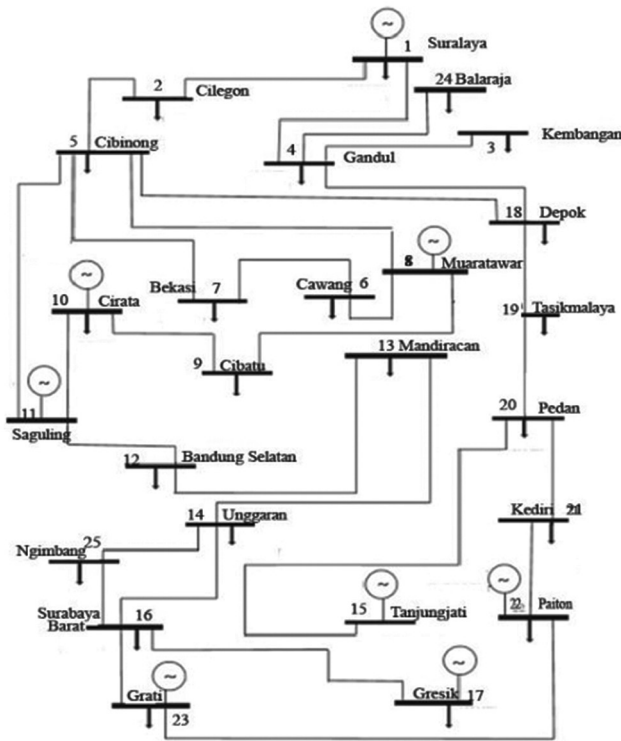 ~
1 Suralaya
2 Cilegon
24 Balaraja
5 Cibinong
4 Gandul
Kembangan
3
18 Depok
~
10 Cirata
~
Bekasi 7
Cawang 6
8 Muaratawar
19 Tasikmalaya
9 Cibatu
13 Mandiracan
~
11
Saguling
12 Bandung Selatan
20 Pedan
14 Unggaran
Kediri 21
Ngimbang 25
~
15 Tanjungjati
~
22 Paiton
Surabaya
Barat 16
~
Grati
23
~
Gresik 17